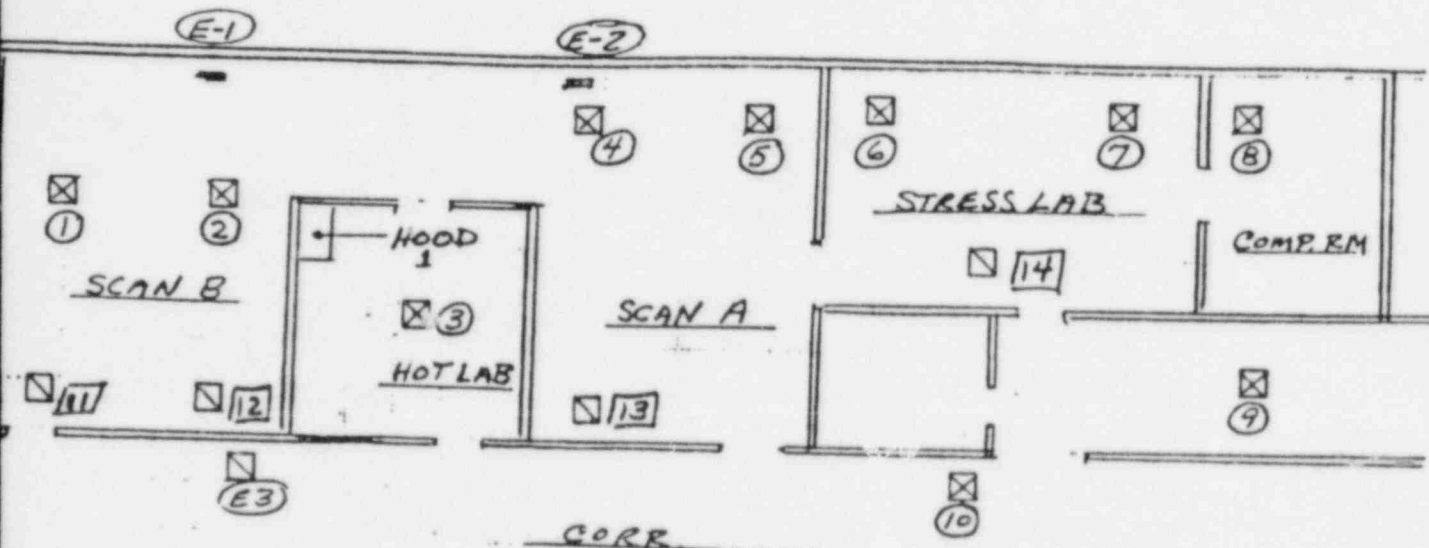 E-1
E-2
4
5
6
7
8
1
2
HOOD
1
STRESS LAB
COMP. RM
SCAN B
14
3
SCAN A
HOT LAB
11
12
13
9
E3
10
CORR.